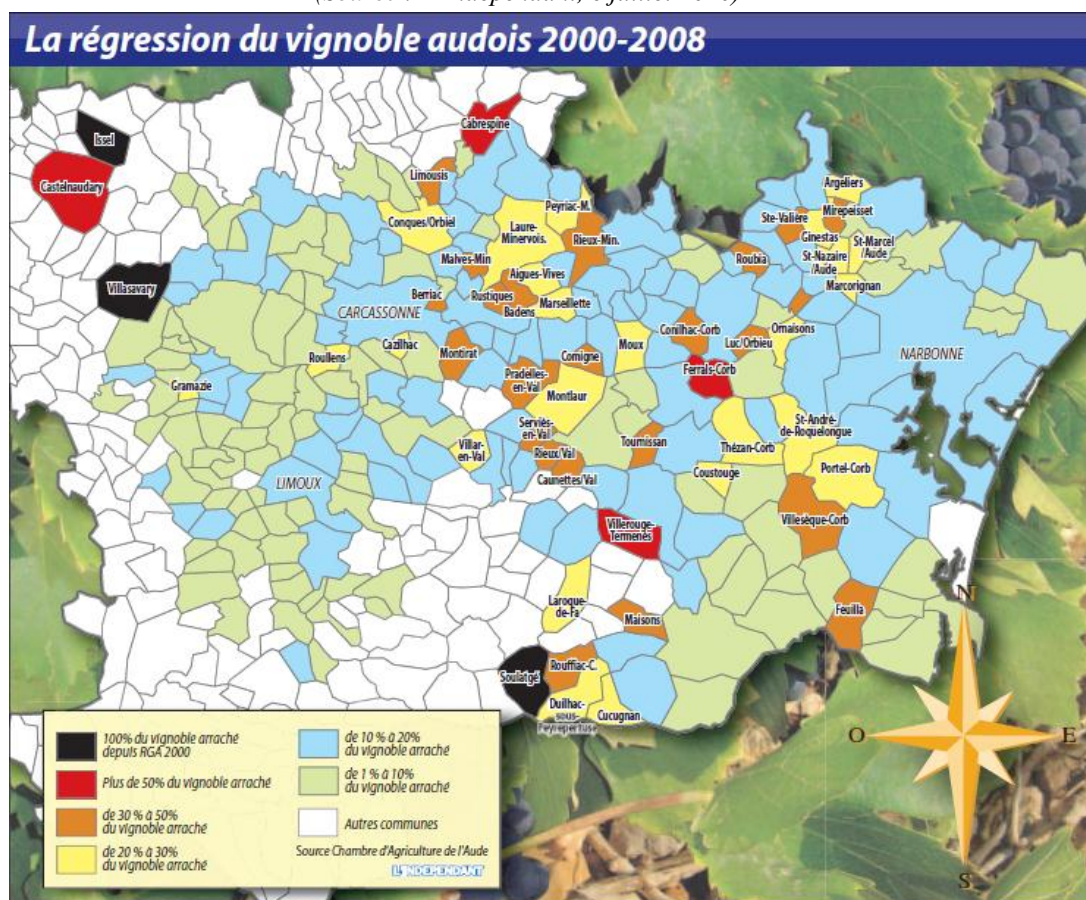 La régression du vignoble audois 2000-2008
Issel
Castelnaudary
Villasavary
Cabrespine
Limousis
Conques/Orbiel
Peyriac-M.
Laure-
Minervois.
Rieux-Min.
Malves-Min
Aigues-Vives
Berriac
Rustiques
Badens
Marseillette
CARCASSONNE
Argeliers
Ste-Valière
Mirepeisset
Ginestas
St-Marcel
/Aude
St-Nazaire
/Aude
Roubia
Marcorignan
Cazilhac
Roullens
Montirat
Gramazie
Conilhac-Corb
Moux
Luc/Orbieu
Ornaisons
Comigne
Pradelles-
en-Val
Montlaur
Ferrals-Corb
NARBONNE
Serviès-
en-Val
Rieux/Val
Caunettes/Val
Villar-
en-Val
Tournissan
Thézan-Corb
St-André-
de-Roquelongue
Coustouge
Portel-Corb
LIMOUX
Villerouge-
Termenès
Villesèque-Corb
Laroque-
de-Fa
Maisons
Feuilla
Soulatgé
Rouffiac-C.
Duilhac-
sous-
Peyrepertuse
Cucugnan
N
O
E
S
100% du vignoble arraché
depuis RGA 2000
Plus de 50% du vignoble arraché
de 30 % à 50%
du vignoble arraché
de 20 % à 30%
du vignoble arraché
de 10 % à 20%
du vignoble arraché
de 1 % à 10%
du vignoble arraché
Autres communes
Source Chambre d'Agriculture de l'Aude
L'INDEPENDANT